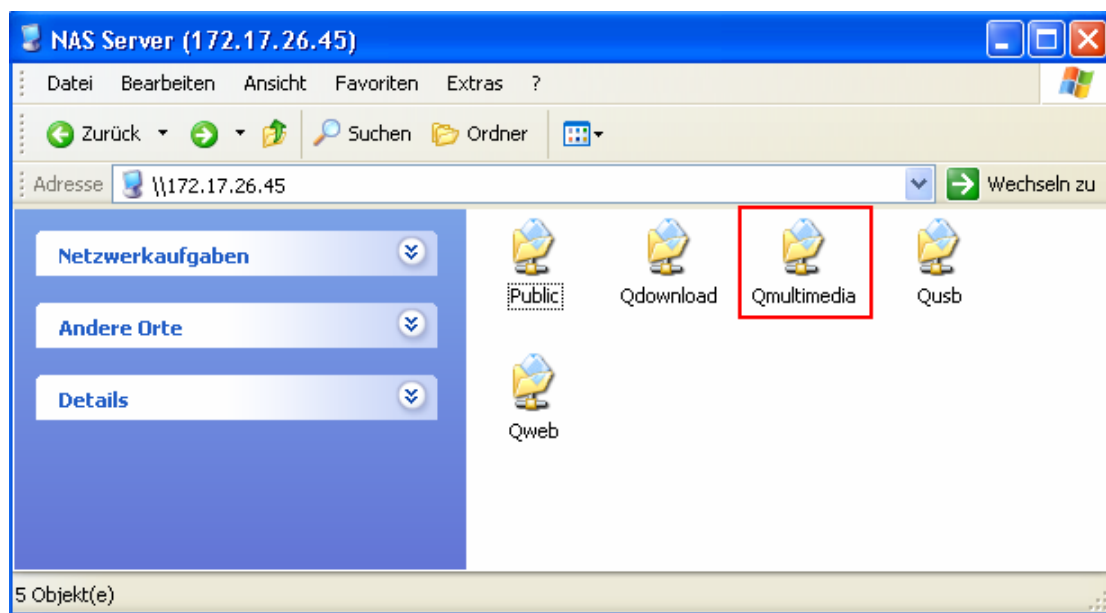 NAS Server (172.17.26.45)
Datei Bearbeiten Ansicht Favoriten Extras ?
Zurück Suchen Ordner
Adresse \\172.17.26.45 Wechseln zu
Netzwerkaufgaben
Andere Orte
Details
Public Qdownload Qmultimedia Qusb
Qweb
5 Objekt(e)